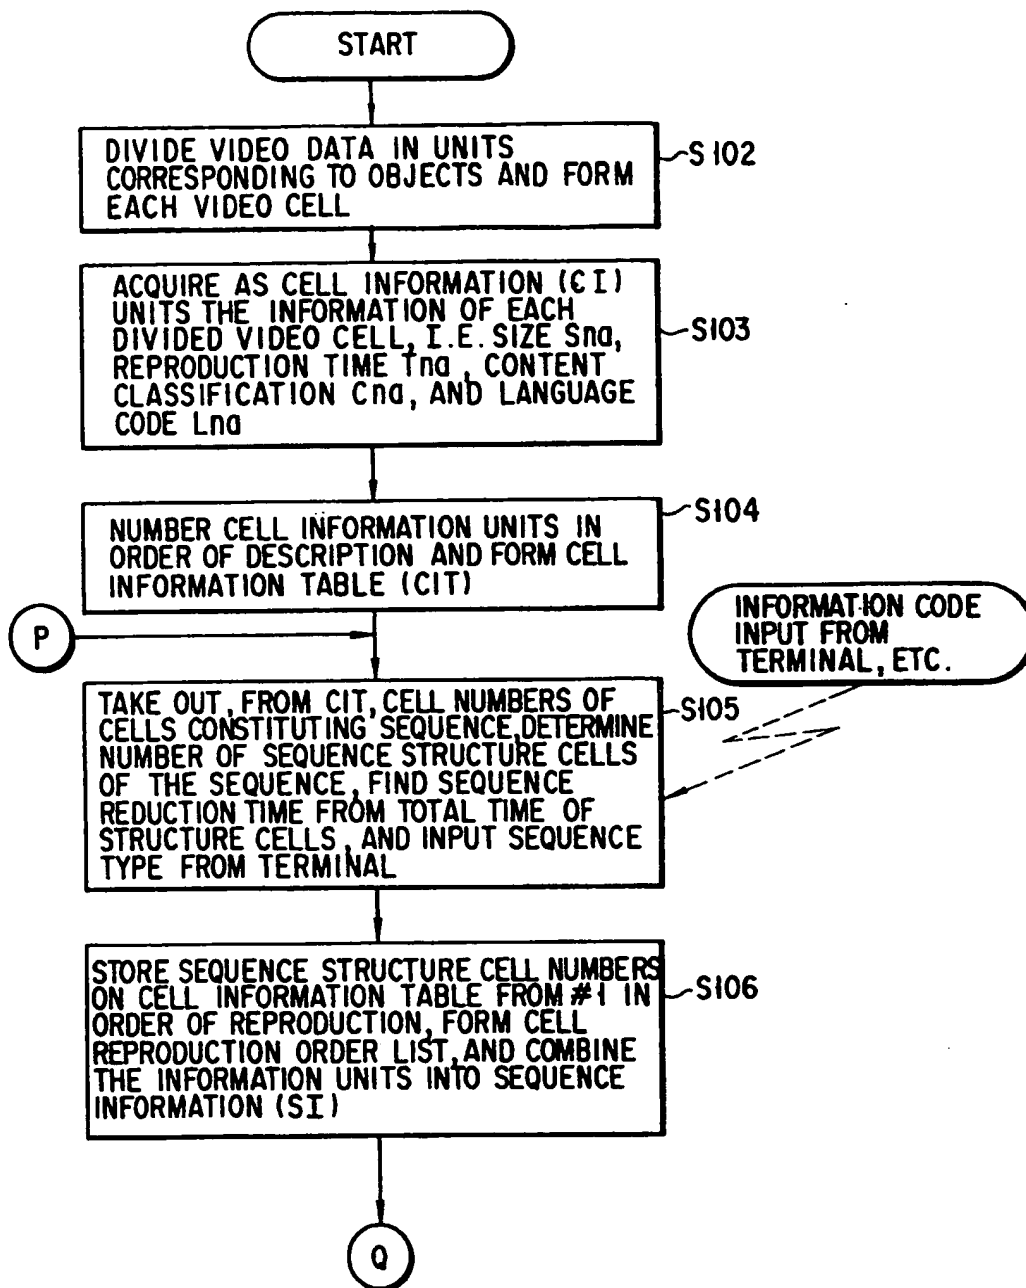 START
DIVIDE VIDEO DATA IN UNITS
CORRESPONDING TO OBJECTS AND FORM
EACH VIDEO CELL
S102
ACQUIRE AS CELL INFORMATION (CI)
UNITS THE INFORMATION OF EACH
DIVIDED VIDEO CELL, I.E. SIZE Sna,
REPRODUCTION TIME Tna, CONTENT
CLASSIFICATION Cna, AND LANGUAGE
CODE Lna
S103
NUMBER CELL INFORMATION UNITS IN
ORDER OF DESCRIPTION AND FORM CELL
INFORMATION TABLE (CIT)
S104
P
INFORMATION CODE
INPUT FROM
TERMINAL, ETC.
TAKE OUT, FROM CIT, CELL NUMBERS OF
CELLS CONSTITUTING SEQUENCE, DETERMINE
NUMBER OF SEQUENCE STRUCTURE CELLS
OF THE SEQUENCE, FIND SEQUENCE
REDUCTION TIME FROM TOTAL TIME OF
STRUCTURE CELLS, AND INPUT SEQUENCE
TYPE FROM TERMINAL
S105
STORE SEQUENCE STRUCTURE CELL NUMBERS
ON CELL INFORMATION TABLE FROM #1 IN
ORDER OF REPRODUCTION, FORM CELL
REPRODUCTION ORDER LIST, AND COMBINE
THE INFORMATION UNITS INTO SEQUENCE
INFORMATION (SI)
S106
Q